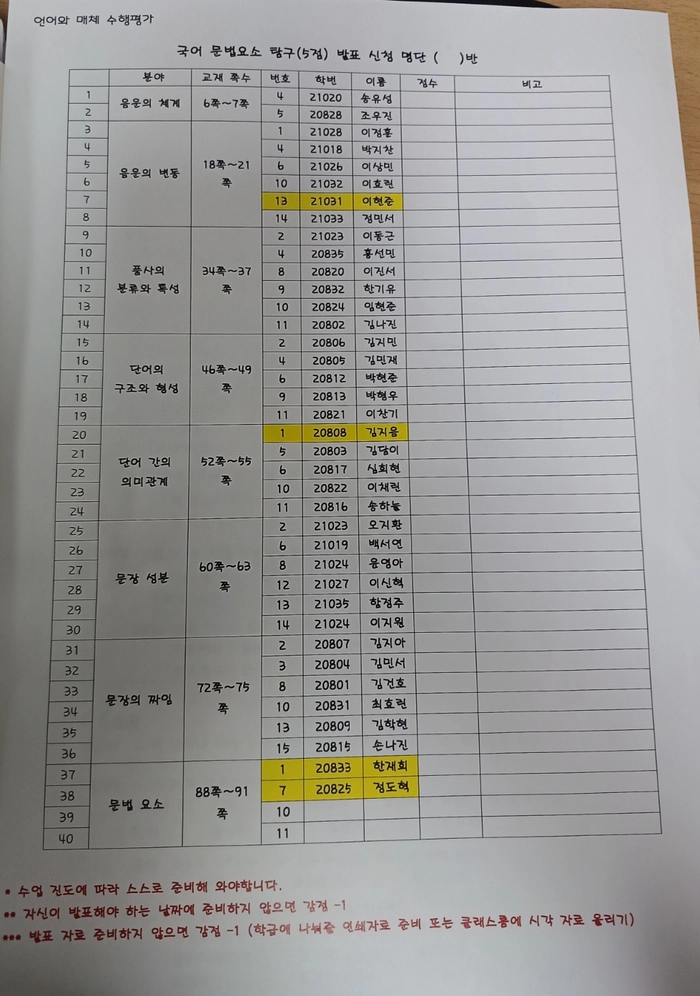 언어와 매체 수행평가
국어 문법요소 탐구(5점) 발표 신청 명단 (    )반
분야 교재 쪽수 번호 학번 이름 점수 비고
1 음운의 체계 6쪽~7쪽 4 21020 송유성
2 5 20828 조우진
3 음운의 변동 18쪽~21쪽 1 21028 이정훈
4 4 21018 박지찬
5 6 21026 이상민
6 10 21032 이호린
7 13 21031 이현준
8 14 21033 정민서
9 품사의 분류와 특성 34쪽~37쪽 2 21023 이동근
10 4 20835 홍선민
11 8 20820 이진서
12 9 20832 한기유
13 10 20824 임현준
14 11 20802 김나진
15 단어의 구조와 형성 46쪽~49쪽 2 20806 김지민
16 4 20805 김민재
17 6 20812 박현준
18 9 20813 박형우
19 11 20821 이찬기
20 단어 간의 의미관계 52쪽~55쪽 1 20808 김지음
21 5 20803 김담이
22 6 20817 심희현
23 10 20822 이채린
24 11 20816 송하늘
25 문장 성분 60쪽~63쪽 2 21023 오지환
26 6 21019 백서연
27 8 21024 윤영아
28 12 21027 이신혁
29 13 21035 함정주
30 14 21024 이지원
31 문장의 짜임 72쪽~75쪽 2 20807 김지아
32 3 20804 김민서
33 8 20801 김건호
34 10 20831 최효린
35 13 20809 김학현
36 15 20815 손나진
37 문법 요소 88쪽~91쪽 1 20833 한재희
38 7 20825 정도혁
39 10
40 11
* 수업 진도에 따라 스스로 준비해 와야합니다.
** 자신이 발표해야 하는 날짜에 준비하지 않으면 감점 -1
*** 발표 자료 준비하지 않으면 감점 -1 (학급에 나눠줄 인쇄자료 준비 또는 클래스룸에 시각 자료 올리기)